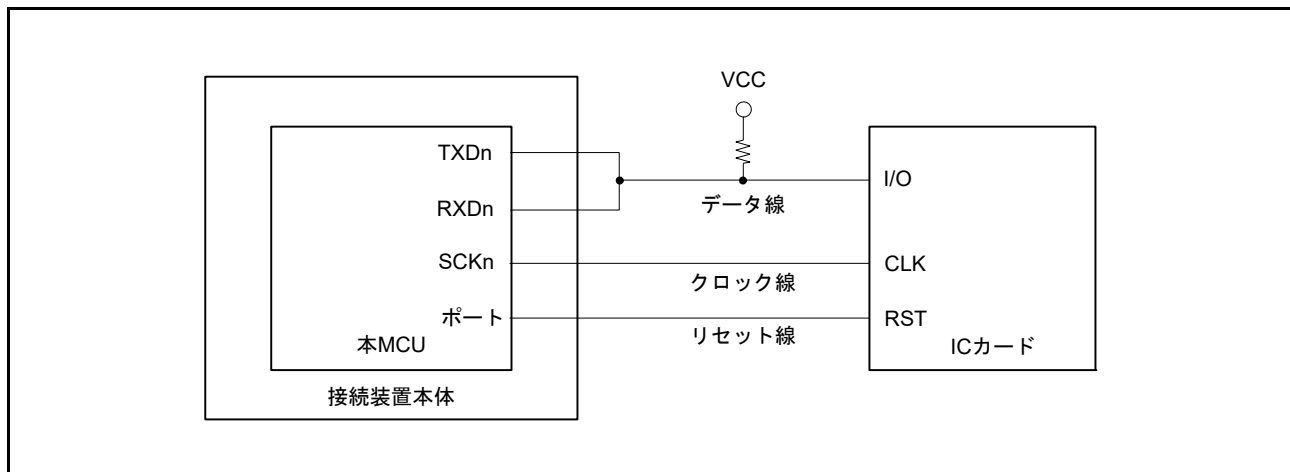 VCC
TXDn
I/O
データ線
RXDn
SCKn
CLK
クロック線
ポート
RST
リセット線
本MCU
ICカード
接続装置本体